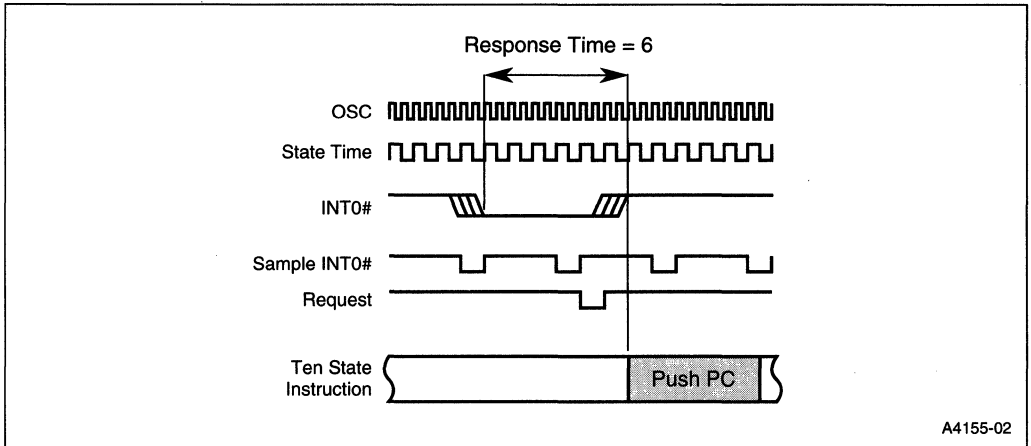 Response Time = 6
OSC
State Time
INT0#
Sample INT0#
Request
Ten State
Instruction
Push PC
A4155-02